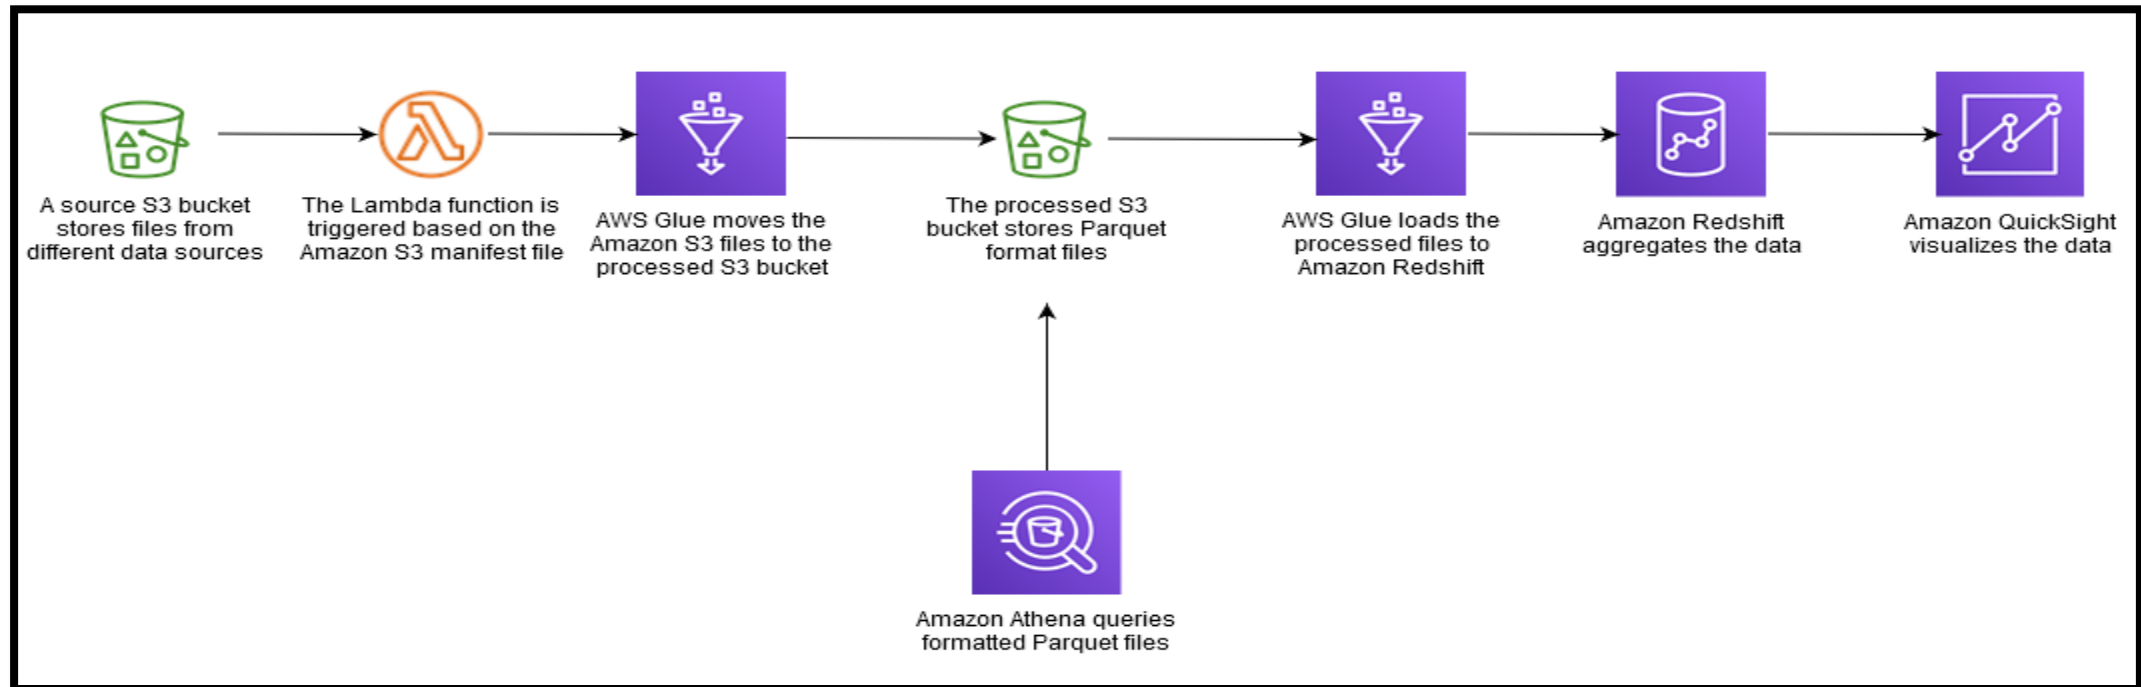 A source S3 bucket
stores files from
different data sources
The Lambda function is
triggered based on the
Amazon S3 manifest file
AWS Glue moves the
Amazon S3 files to the
processed S3 bucket
The processed S3
bucket stores Parquet
format files
AWS Glue loads the
processed files to
Amazon Redshift
Amazon Redshift
aggregates the data
Amazon QuickSight
visualizes the data
Amazon Athena queries
formatted Parquet files